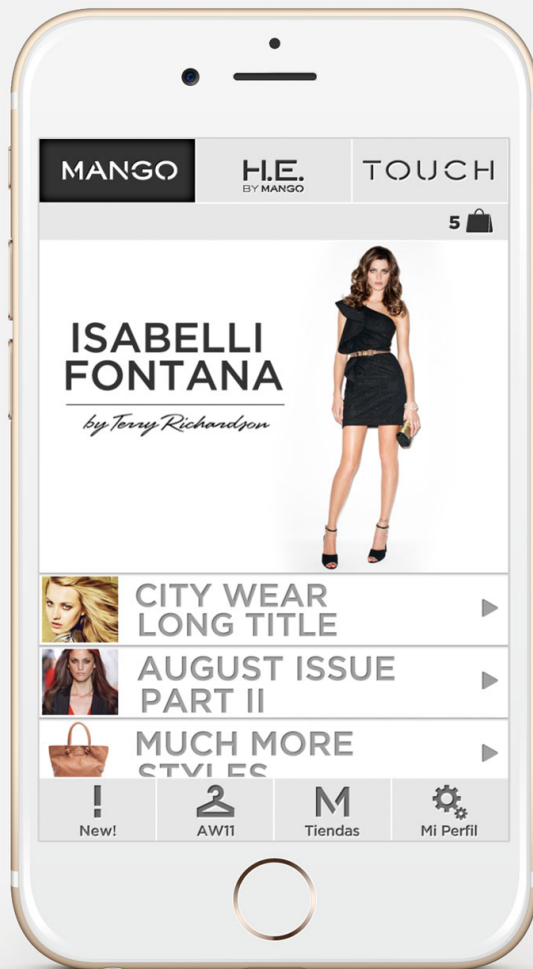 MANGO
H.E.
BY MANGO
TOUCH
5
ISABELLI
FONTANA
by Terry Richardson
CITY WEAR
LONG TITLE
AUGUST ISSUE
PART II
MUCH MORE
STYLES
New!
AW11
Tiendas
Mi Perfil